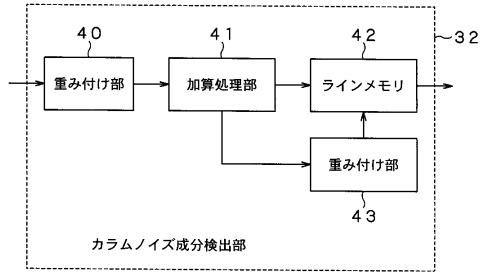 40
41
42
32
重み付け部
加算処理部
ラインメモリ
重み付け部
43
カラムノイズ成分検出部